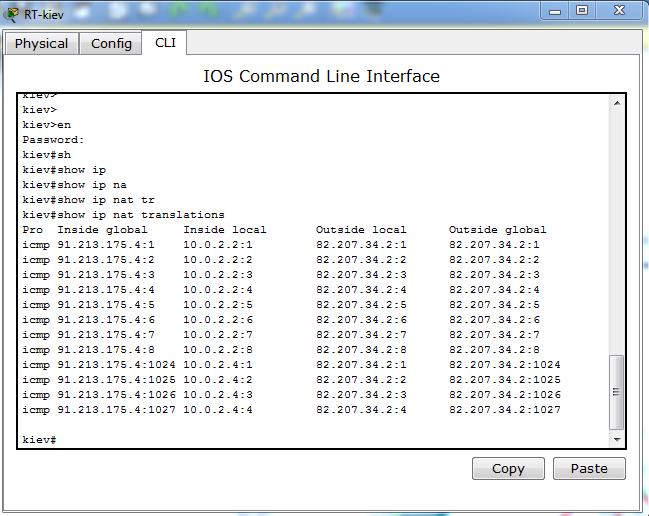 RT-kiev
Physical Config CLI
IOS Command Line Interface
kiev>
kiev>
kiev>en
Password:
kiev#sh
kiev#show ip
kiev#show ip na
kiev#show ip nat tr
kiev#show ip nat translations
Pro  Inside global     Inside local       Outside local      Outside global
icmp 91.213.175.4:1    10.0.2.2:1         82.207.34.2:1      82.207.34.2:1
icmp 91.213.175.4:2    10.0.2.2:2         82.207.34.2:2      82.207.34.2:2
icmp 91.213.175.4:3    10.0.2.2:3         82.207.34.2:3      82.207.34.2:3
icmp 91.213.175.4:4    10.0.2.2:4         82.207.34.2:4      82.207.34.2:4
icmp 91.213.175.4:5    10.0.2.2:5         82.207.34.2:5      82.207.34.2:5
icmp 91.213.175.4:6    10.0.2.2:6         82.207.34.2:6      82.207.34.2:6
icmp 91.213.175.4:7    10.0.2.2:7         82.207.34.2:7      82.207.34.2:7
icmp 91.213.175.4:8    10.0.2.2:8         82.207.34.2:8      82.207.34.2:8
icmp 91.213.175.4:1024 10.0.2.4:1         82.207.34.2:1      82.207.34.2:1024
icmp 91.213.175.4:1025 10.0.2.4:2         82.207.34.2:2      82.207.34.2:1025
icmp 91.213.175.4:1026 10.0.2.4:3         82.207.34.2:3      82.207.34.2:1026
icmp 91.213.175.4:1027 10.0.2.4:4         82.207.34.2:4      82.207.34.2:1027
kiev#
Copy Paste